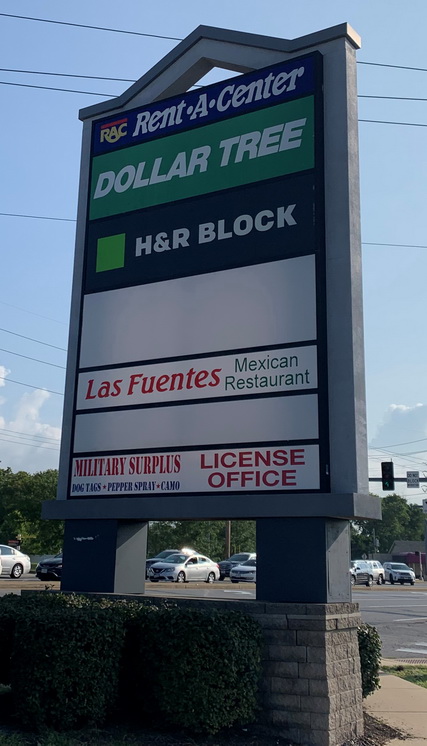 RAC Rent-A-Center
DOLLAR TREE
H&R BLOCK
Las Fuentes
Mexican
Restaurant
MILITARY SURPLUS
DOG TAGS • PEPPER SPRAY • CAMO
LICENSE
OFFICE